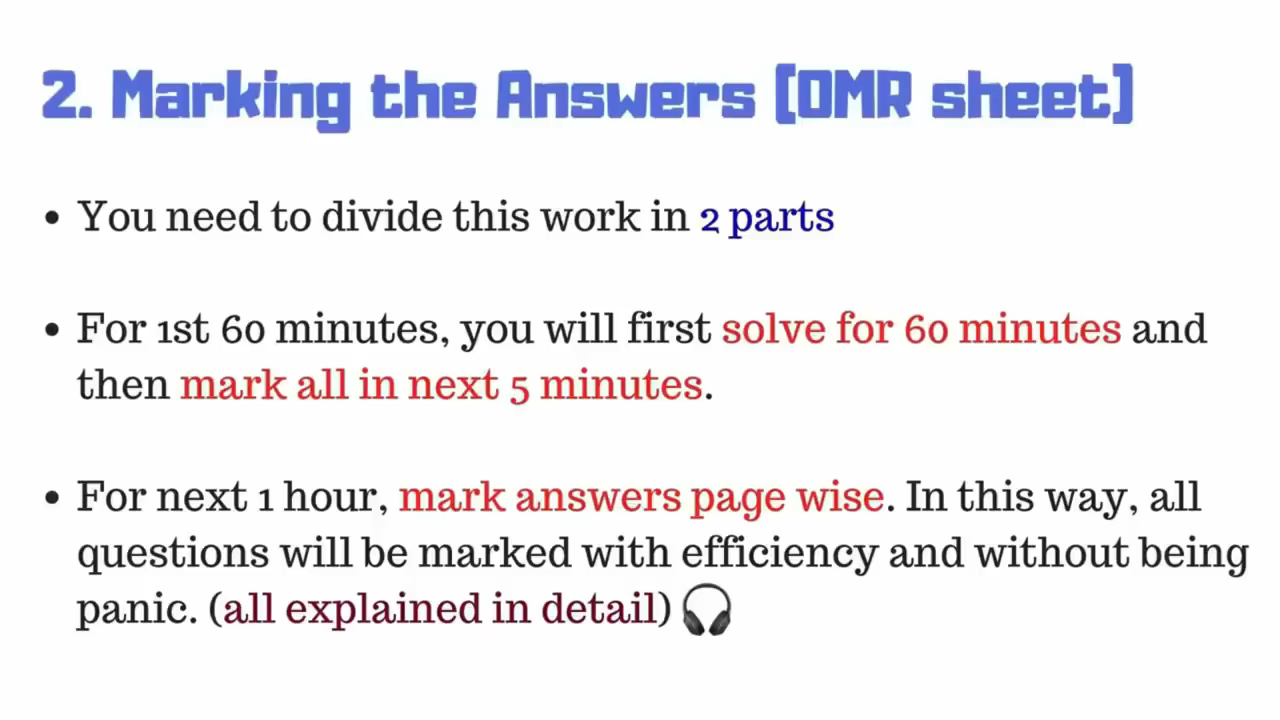 2. Marking the Answers [OMR sheet]
• You need to divide this work in 2 parts
• For 1st 60 minutes, you will first solve for 60 minutes and
then mark all in next 5 minutes.
• For next 1 hour, mark answers page wise. In this way, all
questions will be marked with efficiency and without being
panic. (all explained in detail)